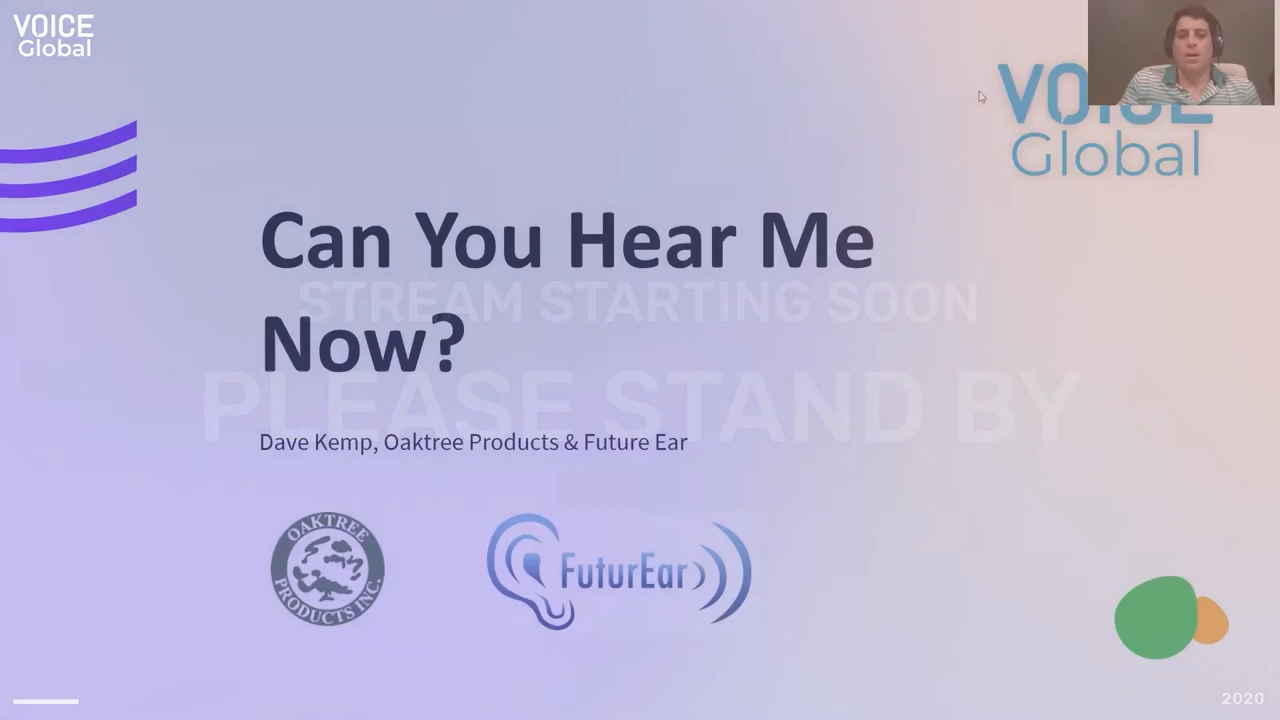 VOICE
Global
VOICE
Global
Can You Hear Me
STREAM STARTING SOON
Now?
PLEASE STAND BY
Dave Kemp, Oaktree Products & Future Ear
OAKTREE
PRODUCTS INC.
FuturEar
2020